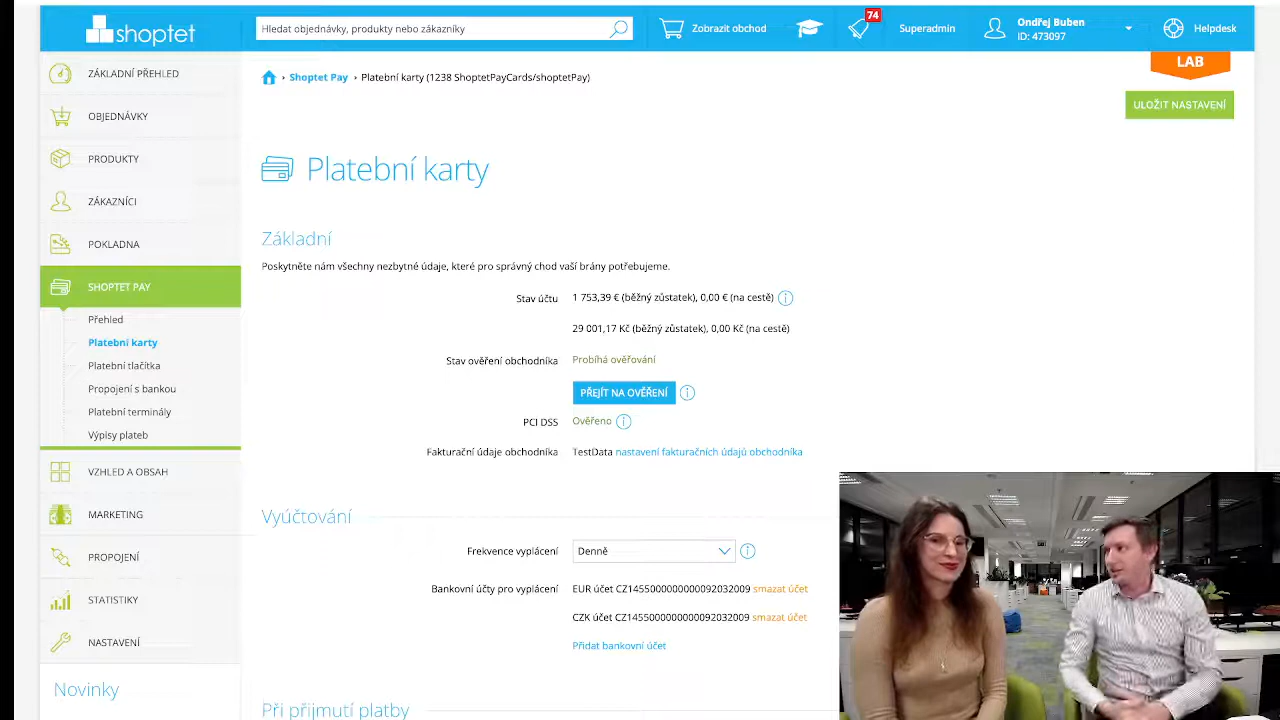 shoptet
Hledat objednávky, produkty nebo zákazníky
Zobrazit obchod
74
Superadmin
Ondřej Buben
ID: 473097
Helpdesk
LAB
ULOŽIT NASTAVENÍ
ZÁKLADNÍ PŘEHLED
OBJEDNÁVKY
PRODUKTY
ZÁKAZNÍCI
POKLADNA
SHOPTET PAY
Přehled
Platební karty
Platební tlačítka
Propojení s bankou
Platební terminály
Výpisy plateb
VZHLED A OBSAH
MARKETING
PROPOJENÍ
STATISTIKY
NASTAVENÍ
Novinky
Shoptet Pay › Platební karty (1238 ShoptetPayCards/shoptetPay)
Platební karty
Základní
Poskytněte nám všechny nezbytné údaje, které pro správný chod vaší brány potřebujeme.
Stav účtu 1 753,39 € (běžný zůstatek), 0,00 € (na cestě)
29 001,17 Kč (běžný zůstatek), 0,00 Kč (na cestě)
Stav ověření obchodníka Probíhá ověřování
PŘEJÍT NA OVĚŘENÍ
PCI DSS Ověřeno
Fakturační údaje obchodníka TestData nastavení fakturačních údajů obchodníka
Vyúčtování
Frekvence vyplácení Denně
Bankovní účty pro vyplácení EUR účet CZ1455000000000092032009 smazat účet
CZK účet CZ1455000000000092032009 smazat účet
Přidat bankovní účet
Při přijmutí platby